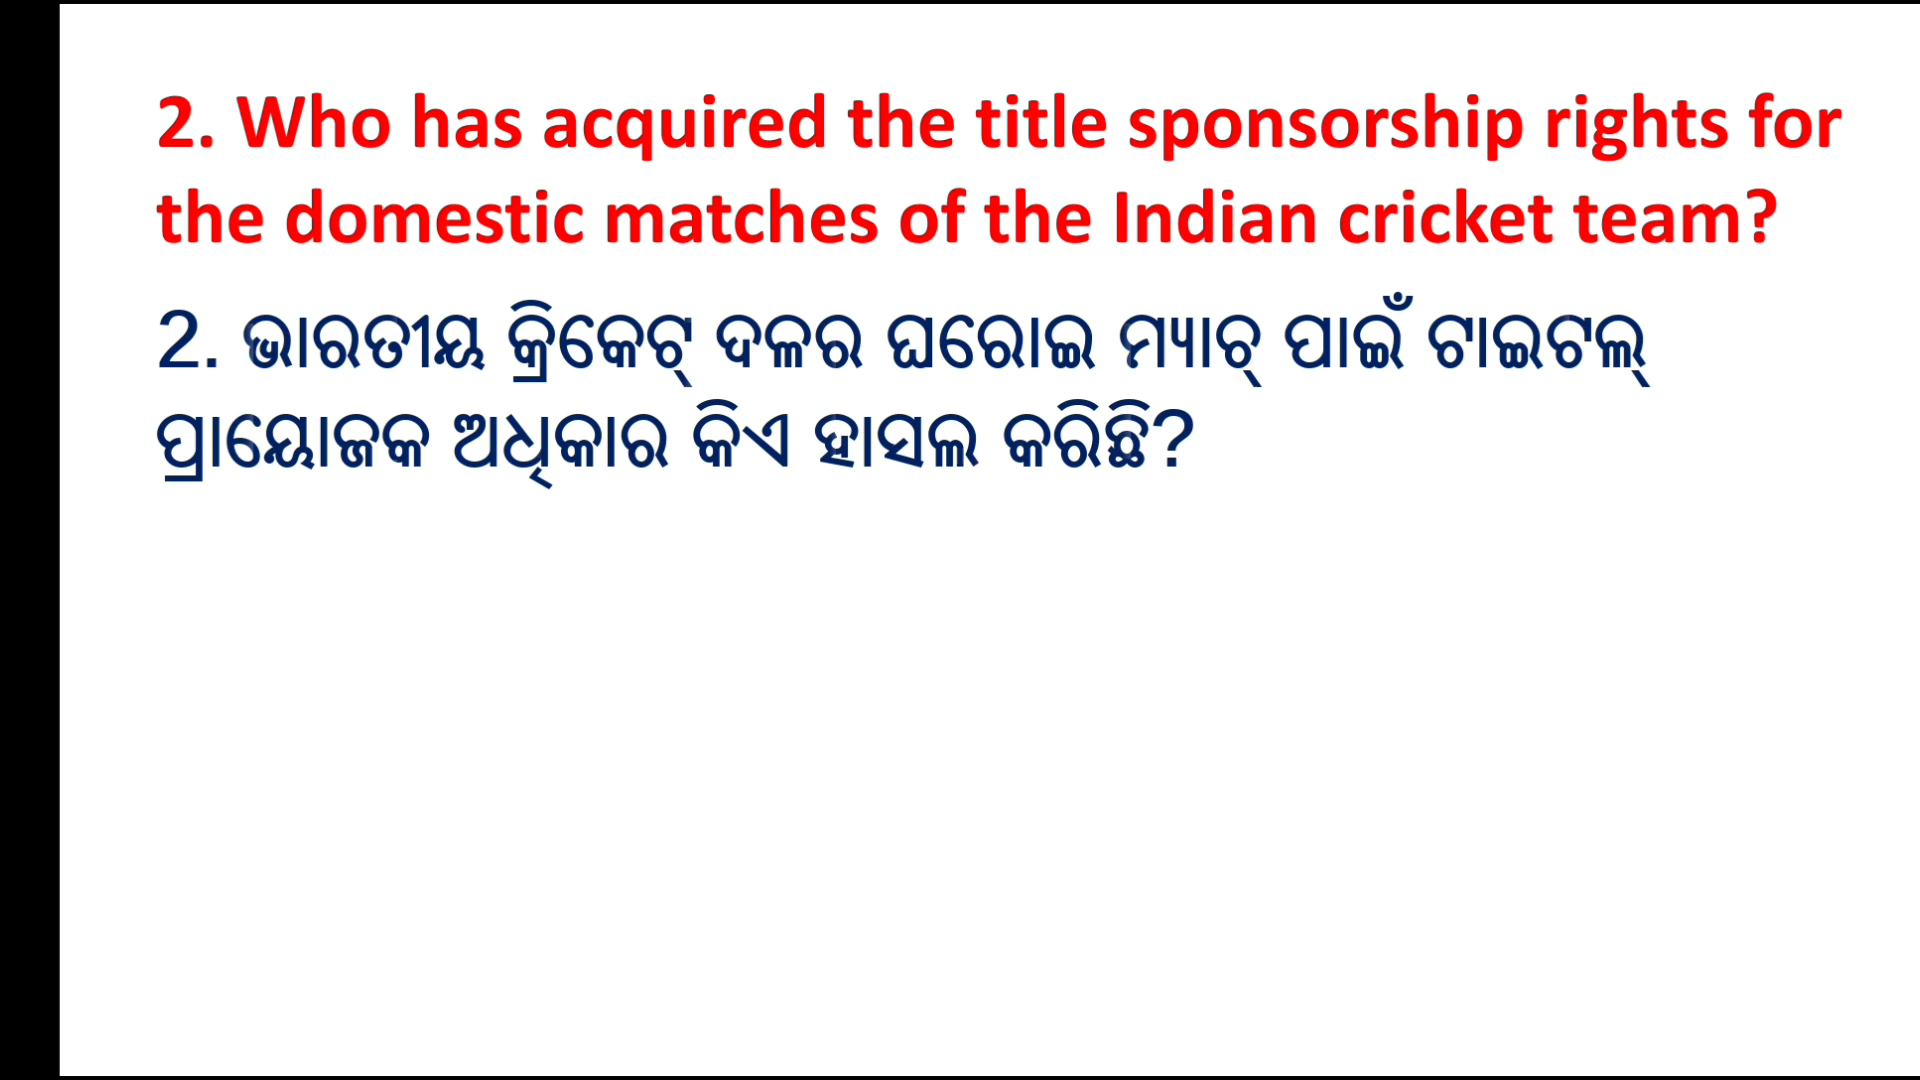 2. Who has acquired the title sponsorship rights for
the domestic matches of the Indian cricket team?
2. ଭାରତୀୟ କ୍ରିକେଟ୍ ଦଳର ଘରୋଇ ମ୍ୟାଚ୍ ପାଇଁ ଟାଇଟଲ୍
ପ୍ରାୟୋଜକ ଅଧିକାର କିଏ ହାସଲ କରିଛି?